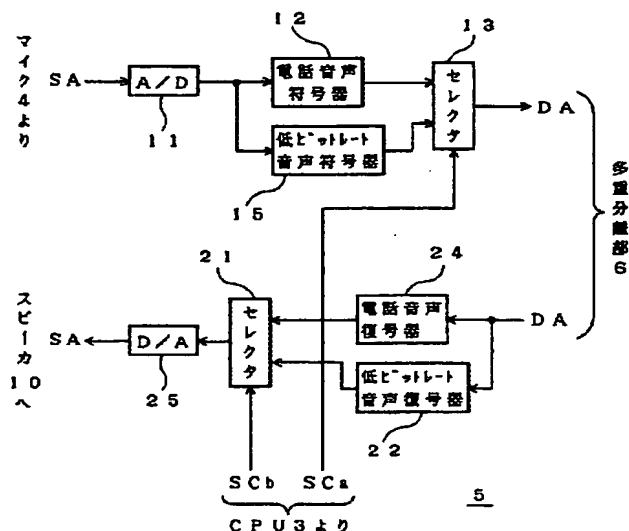 マイク4より
SA
A/D
11
12
電話音声
符号器
低ビットレート
音声符号器
15
13
セレクタ
DA
多重分離部6
スピーカ10へ
SA
D/A
25
21
セレクタ
24
電話音声
復号器
DA
低ビットレート
音声復号器
22
SCb
SCa
CPU3より
5